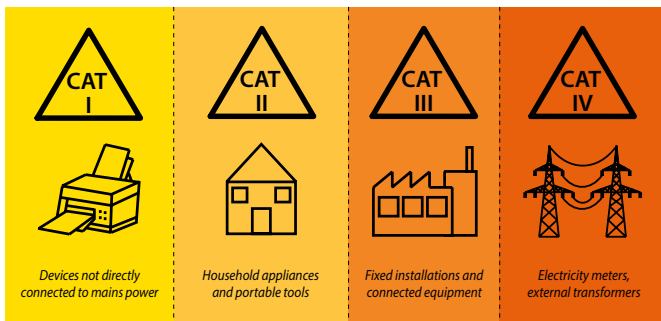 CAT
I
CAT
II
CAT
III
CAT
IV
Devices not directly
connected to mains power
Household appliances
and portable tools
Fixed installations and
connected equipment
Electricity meters,
external transformers